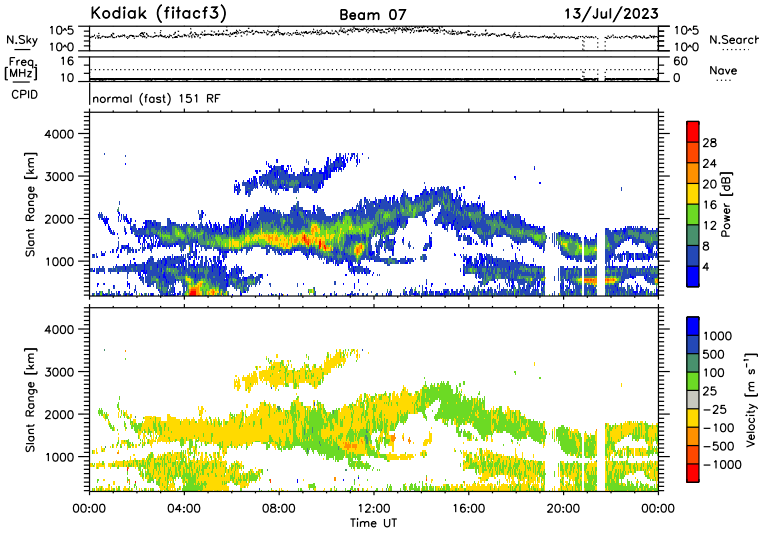 Kodiak (fitacf3) Beam 07 13/Jul/2023
N.Sky 10^5 10^0 10^5 10^0 N.Search
Freq. [MHz] 16 10 60 0 Nave
CPID normal (fast) 151 RF
Slant Range [km] 4000 3000 2000 1000
Power [dB] 28 24 20 16 12 8 4
Slant Range [km] 4000 3000 2000 1000
Velocity [m s⁻¹] 1000 500 100 25 −25 −100 −500 −1000
00:00 04:00 08:00 12:00 16:00 20:00 00:00
Time UT